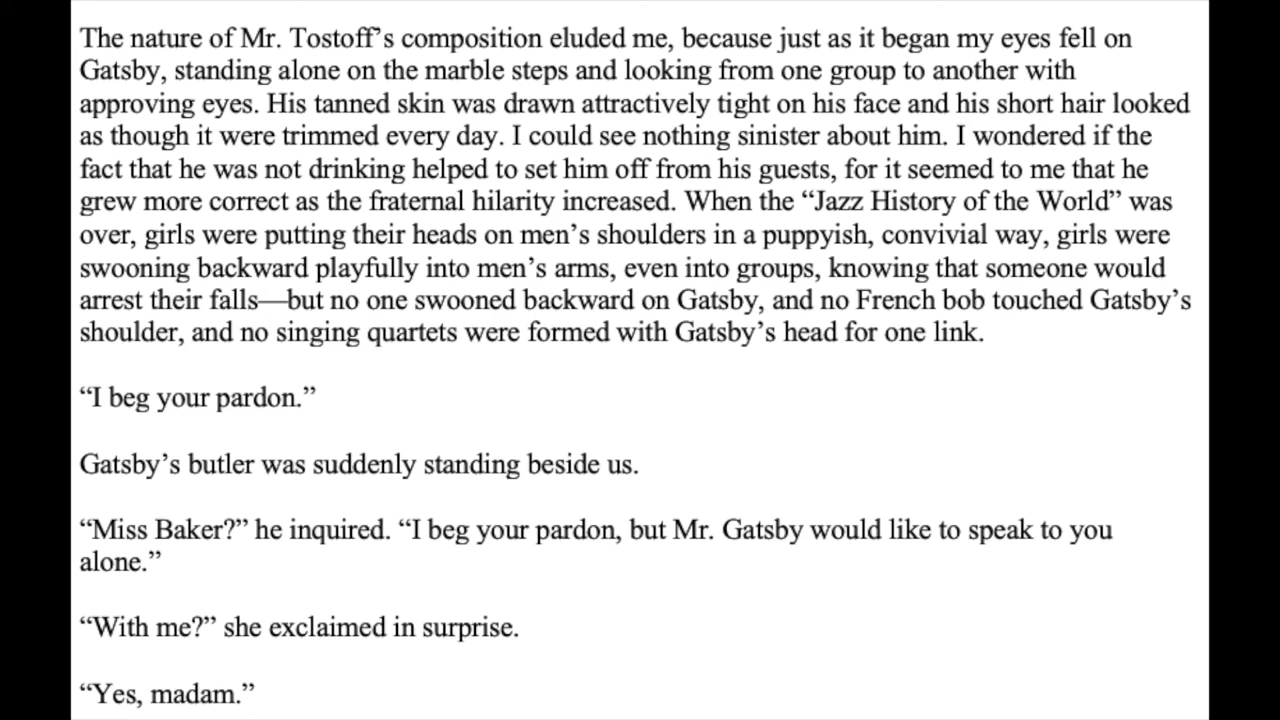 The nature of Mr. Tostoff’s composition eluded me, because just as it began my eyes fell on
Gatsby, standing alone on the marble steps and looking from one group to another with
approving eyes. His tanned skin was drawn attractively tight on his face and his short hair looked
as though it were trimmed every day. I could see nothing sinister about him. I wondered if the
fact that he was not drinking helped to set him off from his guests, for it seemed to me that he
grew more correct as the fraternal hilarity increased. When the “Jazz History of the World” was
over, girls were putting their heads on men’s shoulders in a puppyish, convivial way, girls were
swooning backward playfully into men’s arms, even into groups, knowing that someone would
arrest their falls—but no one swooned backward on Gatsby, and no French bob touched Gatsby’s
shoulder, and no singing quartets were formed with Gatsby’s head for one link.
“I beg your pardon.”
Gatsby’s butler was suddenly standing beside us.
“Miss Baker?” he inquired. “I beg your pardon, but Mr. Gatsby would like to speak to you
alone.”
“With me?” she exclaimed in surprise.
“Yes, madam.”